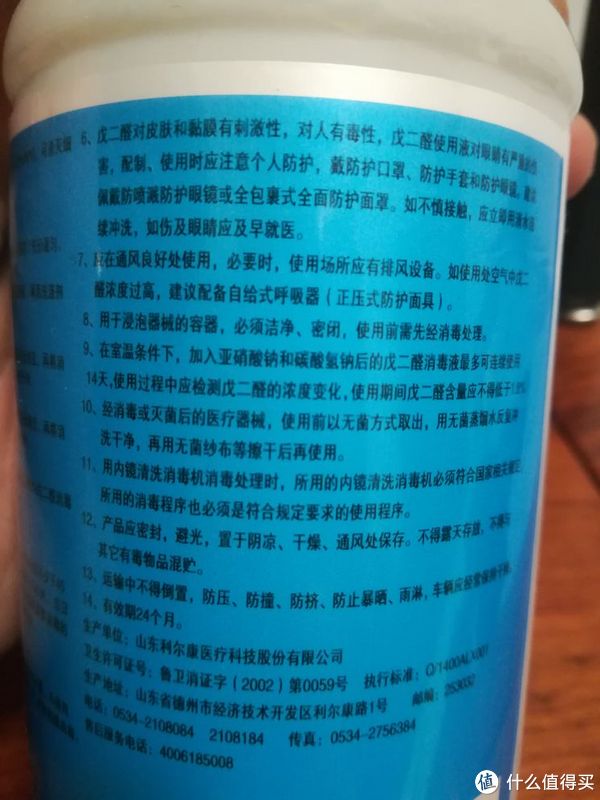 6、戊二醛对皮肤和黏膜有刺激性，对人有毒性，戊二醛使用液对眼睛有严重的伤
害，配制、使用时应注意个人防护，戴防护口罩、防护手套和防护眼镜，建议
佩戴防喷溅防护眼镜或全包裹式全面防护面罩。如不慎接触，应立即用清水连
续冲洗，如伤及眼睛应及早就医。
7、应在通风良好处使用，必要时，使用场所应有排风设备。如使用处空气中戊二
醛浓度过高，建议配备自给式呼吸器（正压式防护面具）。
8、用于浸泡器械的容器，必须洁净、密闭，使用前需先经消毒处理。
9、在室温条件下，加入亚硝酸钠和碳酸氢钠后的戊二醛消毒液最多可连续使用
14天，使用过程中应检测戊二醛的浓度变化，使用期间戊二醛含量应不得低于
10、经消毒或灭菌后的医疗器械，使用前以无菌方式取出，用无菌蒸馏水反复冲
洗干净，再用无菌纱布等擦干后再使用。
11、用内镜清洗消毒机消毒处理时，所用的内镜清洗消毒机必须符合国家相关规定，
所用的消毒程序也必须是符合规定要求的使用程序。
12、产品应密封，避光，置于阴凉、干燥、通风处保存。不得露天存放，不得与
其它有毒物品混贮。
13、运输中不得倒置，防压、防撞、防挤、防止暴晒、雨淋，车辆应经常保持干燥。
14、有效期24个月。
生产单位：山东利尔康医疗科技股份有限公司
卫生许可证号：鲁卫消证字（2002）第0059号 执行标准：Q/1400ALX001
生产地址：山东省德州市经济技术开发区利尔康路1号 邮编：253032
电话：0534-2108084 2108184 传真：0534-2756384
售后服务电话：4006185008
值 什么值得买